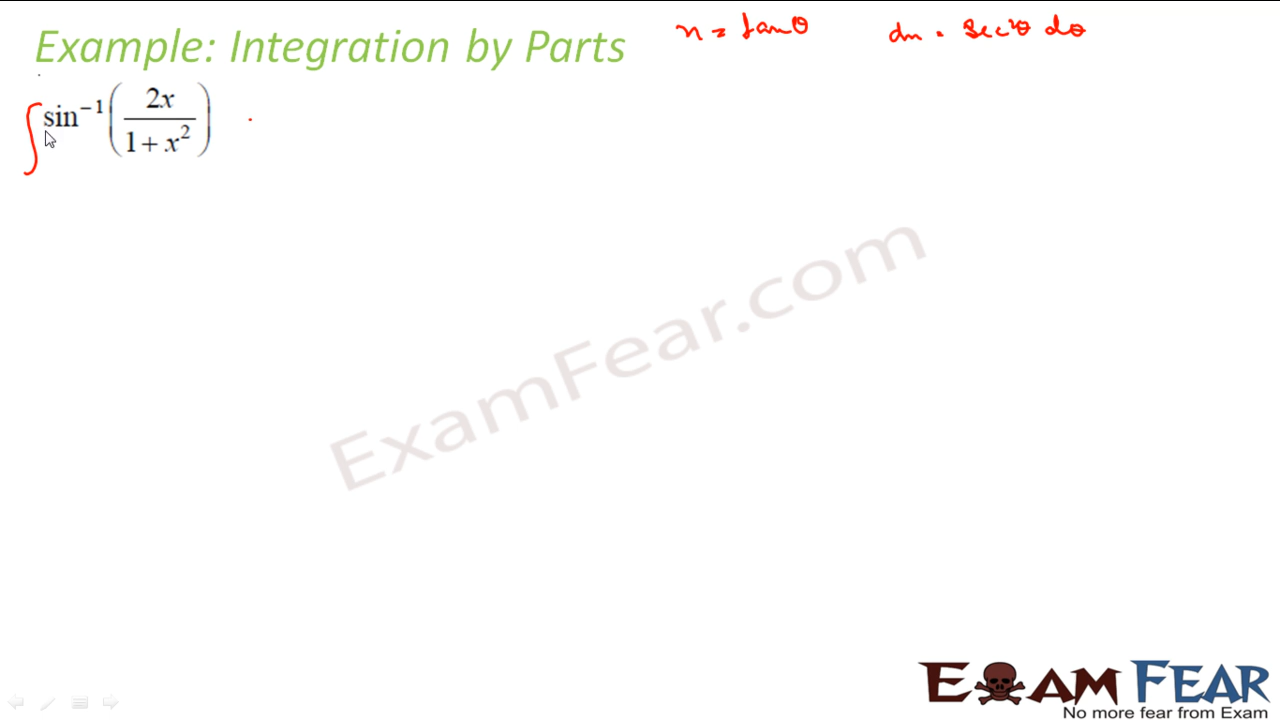 Example: Integration by Parts
x = tanθ dx = sec²θ dθ
∫ sin⁻¹ (2x / 1 + x²)
ExamFear.com
EXAM FEAR
No more fear from Exam